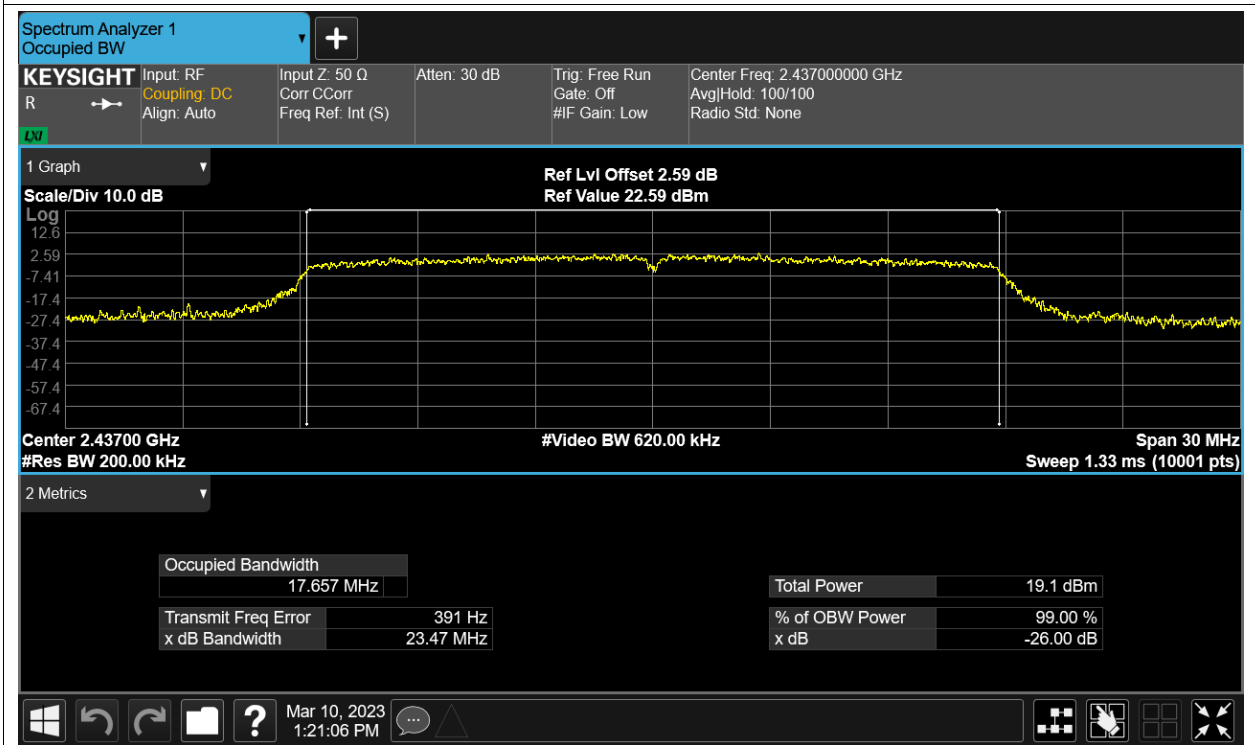 Spectrum Analyzer 1
Occupied BW
KEYSIGHT
R
LXI
Input: RF
Coupling: DC
Align: Auto
Input Z: 50 Ω
Corr CCorr
Freq Ref: Int (S)
Atten: 30 dB
Trig: Free Run
Gate: Off
#IF Gain: Low
Center Freq: 2.437000000 GHz
Avg|Hold: 100/100
Radio Std: None
1 Graph
Scale/Div 10.0 dB
Ref Lvl Offset 2.59 dB
Ref Value 22.59 dBm
Log
12.6
2.59
-7.41
-17.4
-27.4
-37.4
-47.4
-57.4
-67.4
Center 2.43700 GHz
#Video BW 620.00 kHz
Span 30 MHz
#Res BW 200.00 kHz
Sweep 1.33 ms (10001 pts)
2 Metrics
Occupied Bandwidth
17.657 MHz
Total Power 19.1 dBm
Transmit Freq Error 391 Hz
% of OBW Power 99.00 %
x dB Bandwidth 23.47 MHz
x dB -26.00 dB
?
Mar 10, 2023
1:21:06 PM